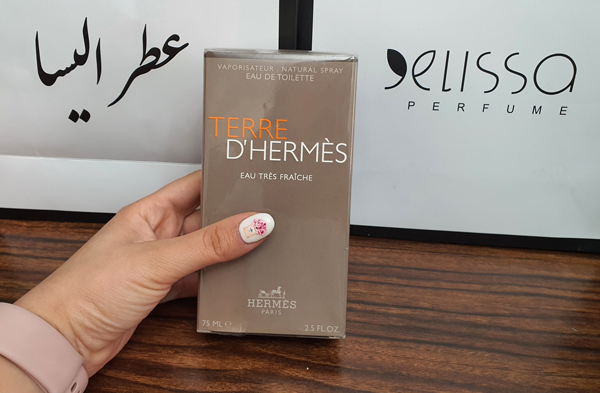 عطر الیسا
elissa
PERFUME
VAPORISATEUR · NATURAL SPRAY
EAU DE TOILETTE
TERRE
D'HERMÈS
EAU TRÈS FRAÎCHE
HERMÈS
PARIS
75 ML ℮ 2.5 FL.OZ.